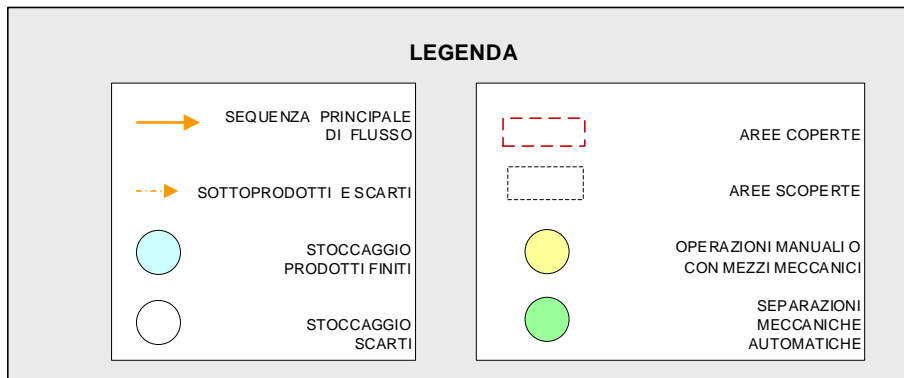 LEGENDA
SEQUENZA PRINCIPALE
DI FLUSSO
SOTTOPRODOTTI E SCARTI
STOCCAGGIO
PRODOTTI FINITI
STOCCAGGIO
SCARTI
AREE COPERTE
AREE SCOPERTE
OPERAZIONI MANUALI O
CON MEZZI MECCANICI
SEPARAZIONI
MECCANICHE
AUTOMATICHE